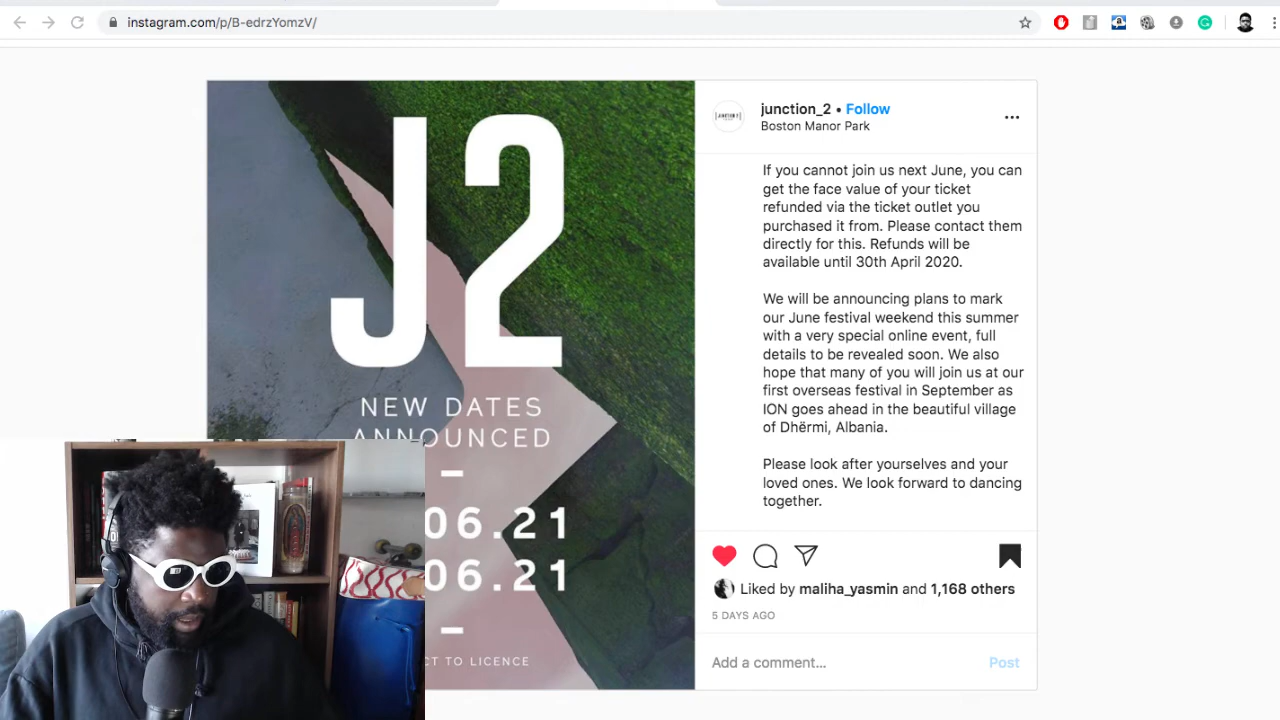 instagram.com/p/B-edrzYomzV/
J2
NEW DATES
ANNOUNCED
06.21
06.21
CT TO LICENCE
junction_2 • Follow
Boston Manor Park
If you cannot join us next June, you can
get the face value of your ticket
refunded via the ticket outlet you
purchased it from. Please contact them
directly for this. Refunds will be
available until 30th April 2020.
We will be announcing plans to mark
our June festival weekend this summer
with a very special online event, full
details to be revealed soon. We also
hope that many of you will join us at our
first overseas festival in September as
ION goes ahead in the beautiful village
of Dhërmi, Albania.
Please look after yourselves and your
loved ones. We look forward to dancing
together.
Liked by maliha_yasmin and 1,168 others
5 DAYS AGO
Add a comment...
Post